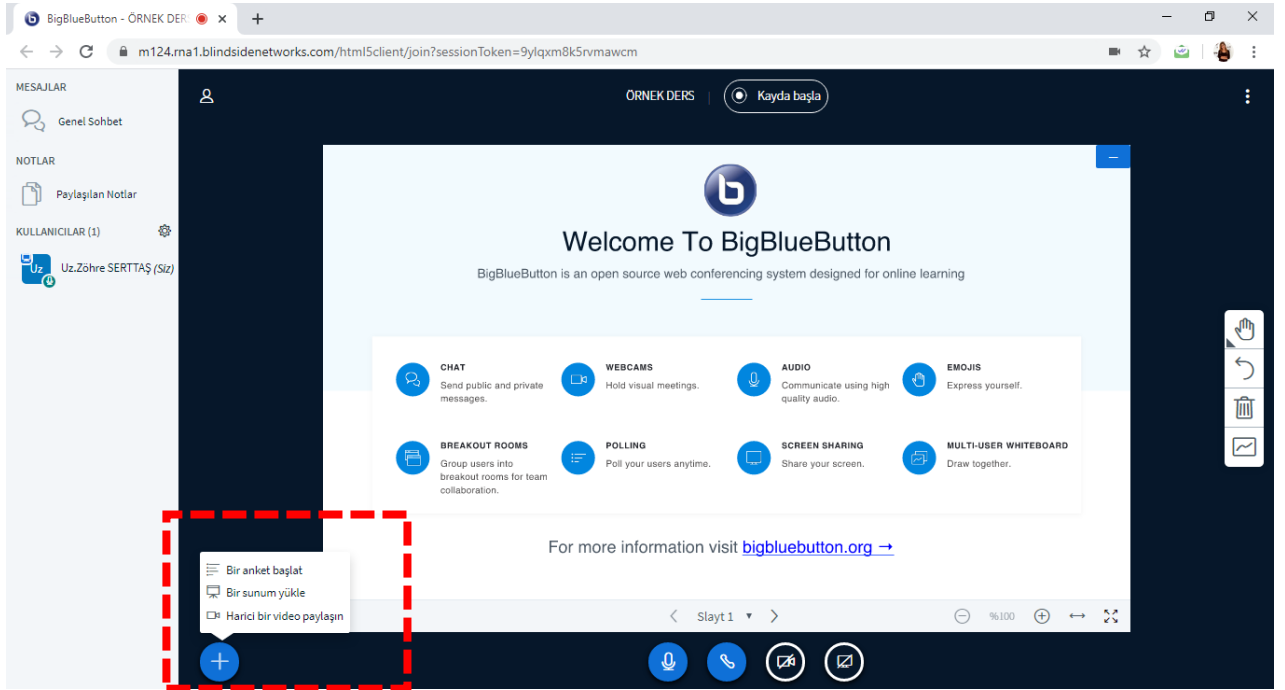 BigBlueButton - ÖRNEK DER
m124.rna1.blindsidenetworks.com/html5client/join?sessionToken=9ylqxm8k5rvmawcm
MESAJLAR
Genel Sohbet
NOTLAR
Paylaşılan Notlar
KULLANICILAR (1)
Uz
Uz.Zöhre SERTTAŞ (Siz)
ÖRNEK DERS
Kayda başla
Welcome To BigBlueButton
BigBlueButton is an open source web conferencing system designed for online learning
CHAT
Send public and private
messages.
WEBCAMS
Hold visual meetings.
AUDIO
Communicate using high
quality audio.
EMOJIS
Express yourself.
BREAKOUT ROOMS
Group users into
breakout rooms for team
collaboration.
POLLING
Poll your users anytime.
SCREEN SHARING
Share your screen.
MULTI-USER WHITEBOARD
Draw together.
For more information visit bigbluebutton.org →
Bir anket başlat
Bir sunum yükle
Harici bir video paylaşın
Slayt 1
%100